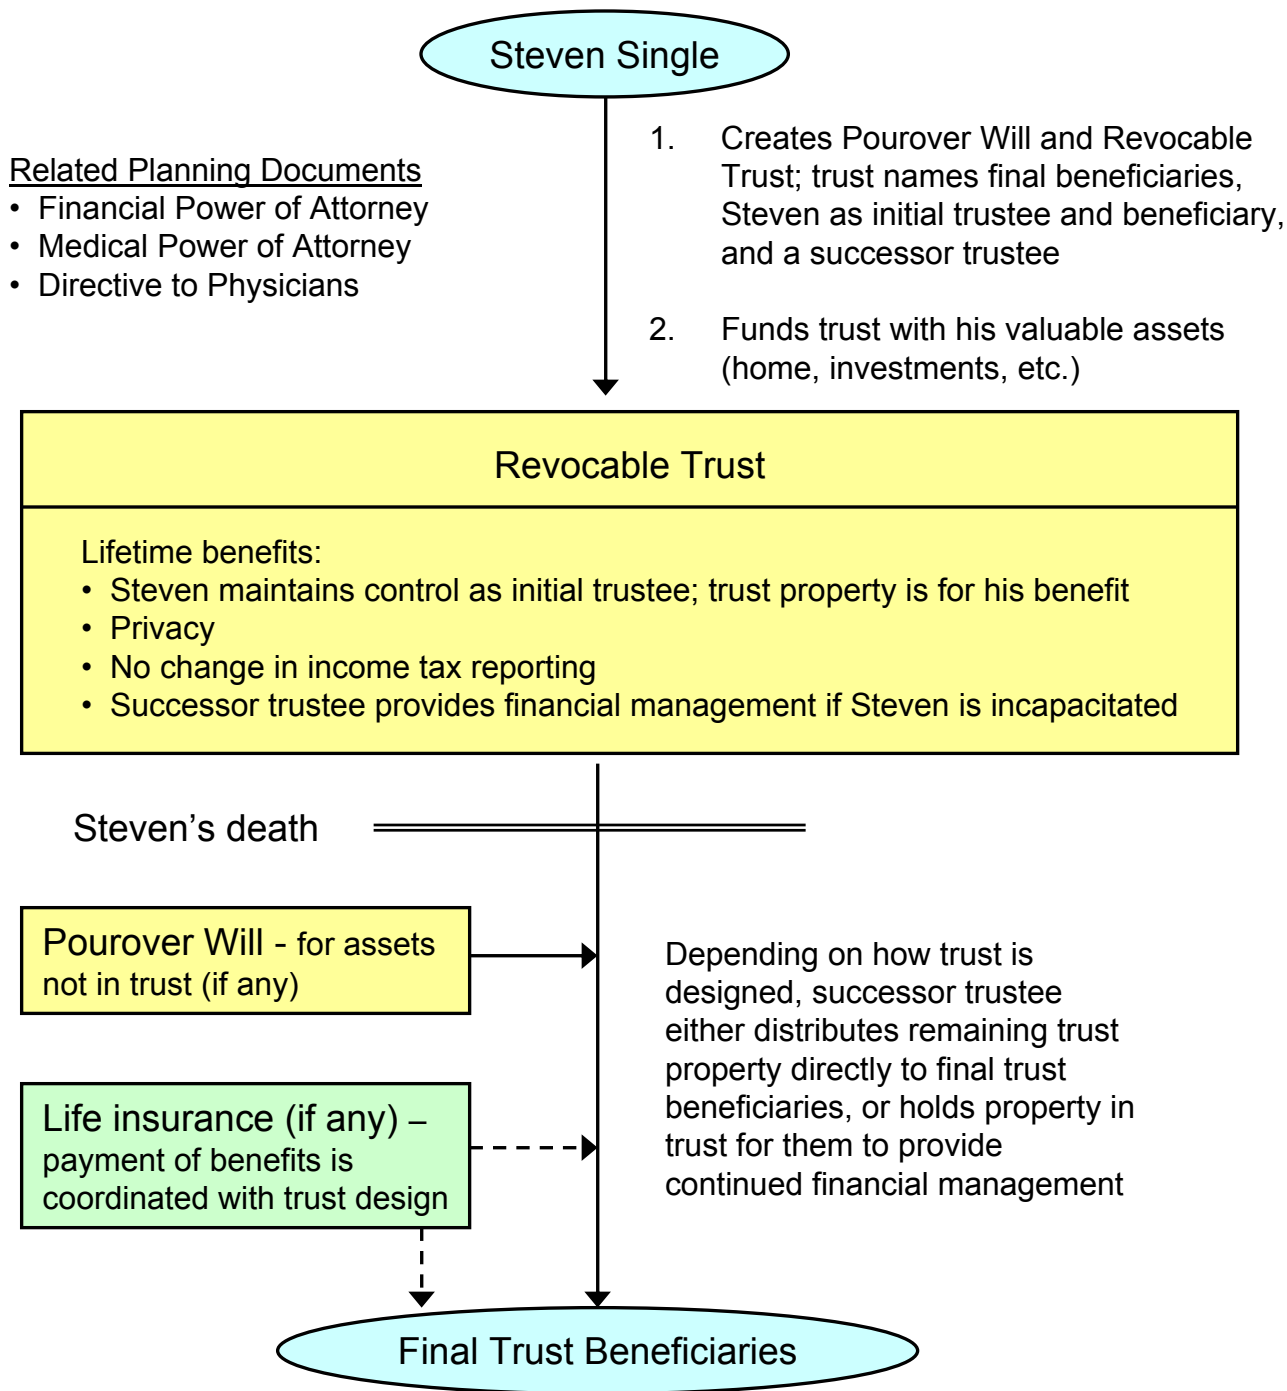 Steven Single
Related Planning Documents
• Financial Power of Attorney
• Medical Power of Attorney
• Directive to Physicians
1. Creates Pourover Will and Revocable
Trust; trust names final beneficiaries,
Steven as initial trustee and beneficiary,
and a successor trustee
2. Funds trust with his valuable assets
(home, investments, etc.)
Revocable Trust
Lifetime benefits:
• Steven maintains control as initial trustee; trust property is for his benefit
• Privacy
• No change in income tax reporting
• Successor trustee provides financial management if Steven is incapacitated
Steven’s death
Pourover Will - for assets
not in trust (if any)
Life insurance (if any) –
payment of benefits is
coordinated with trust design
Depending on how trust is
designed, successor trustee
either distributes remaining trust
property directly to final trust
beneficiaries, or holds property in
trust for them to provide
continued financial management
Final Trust Beneficiaries